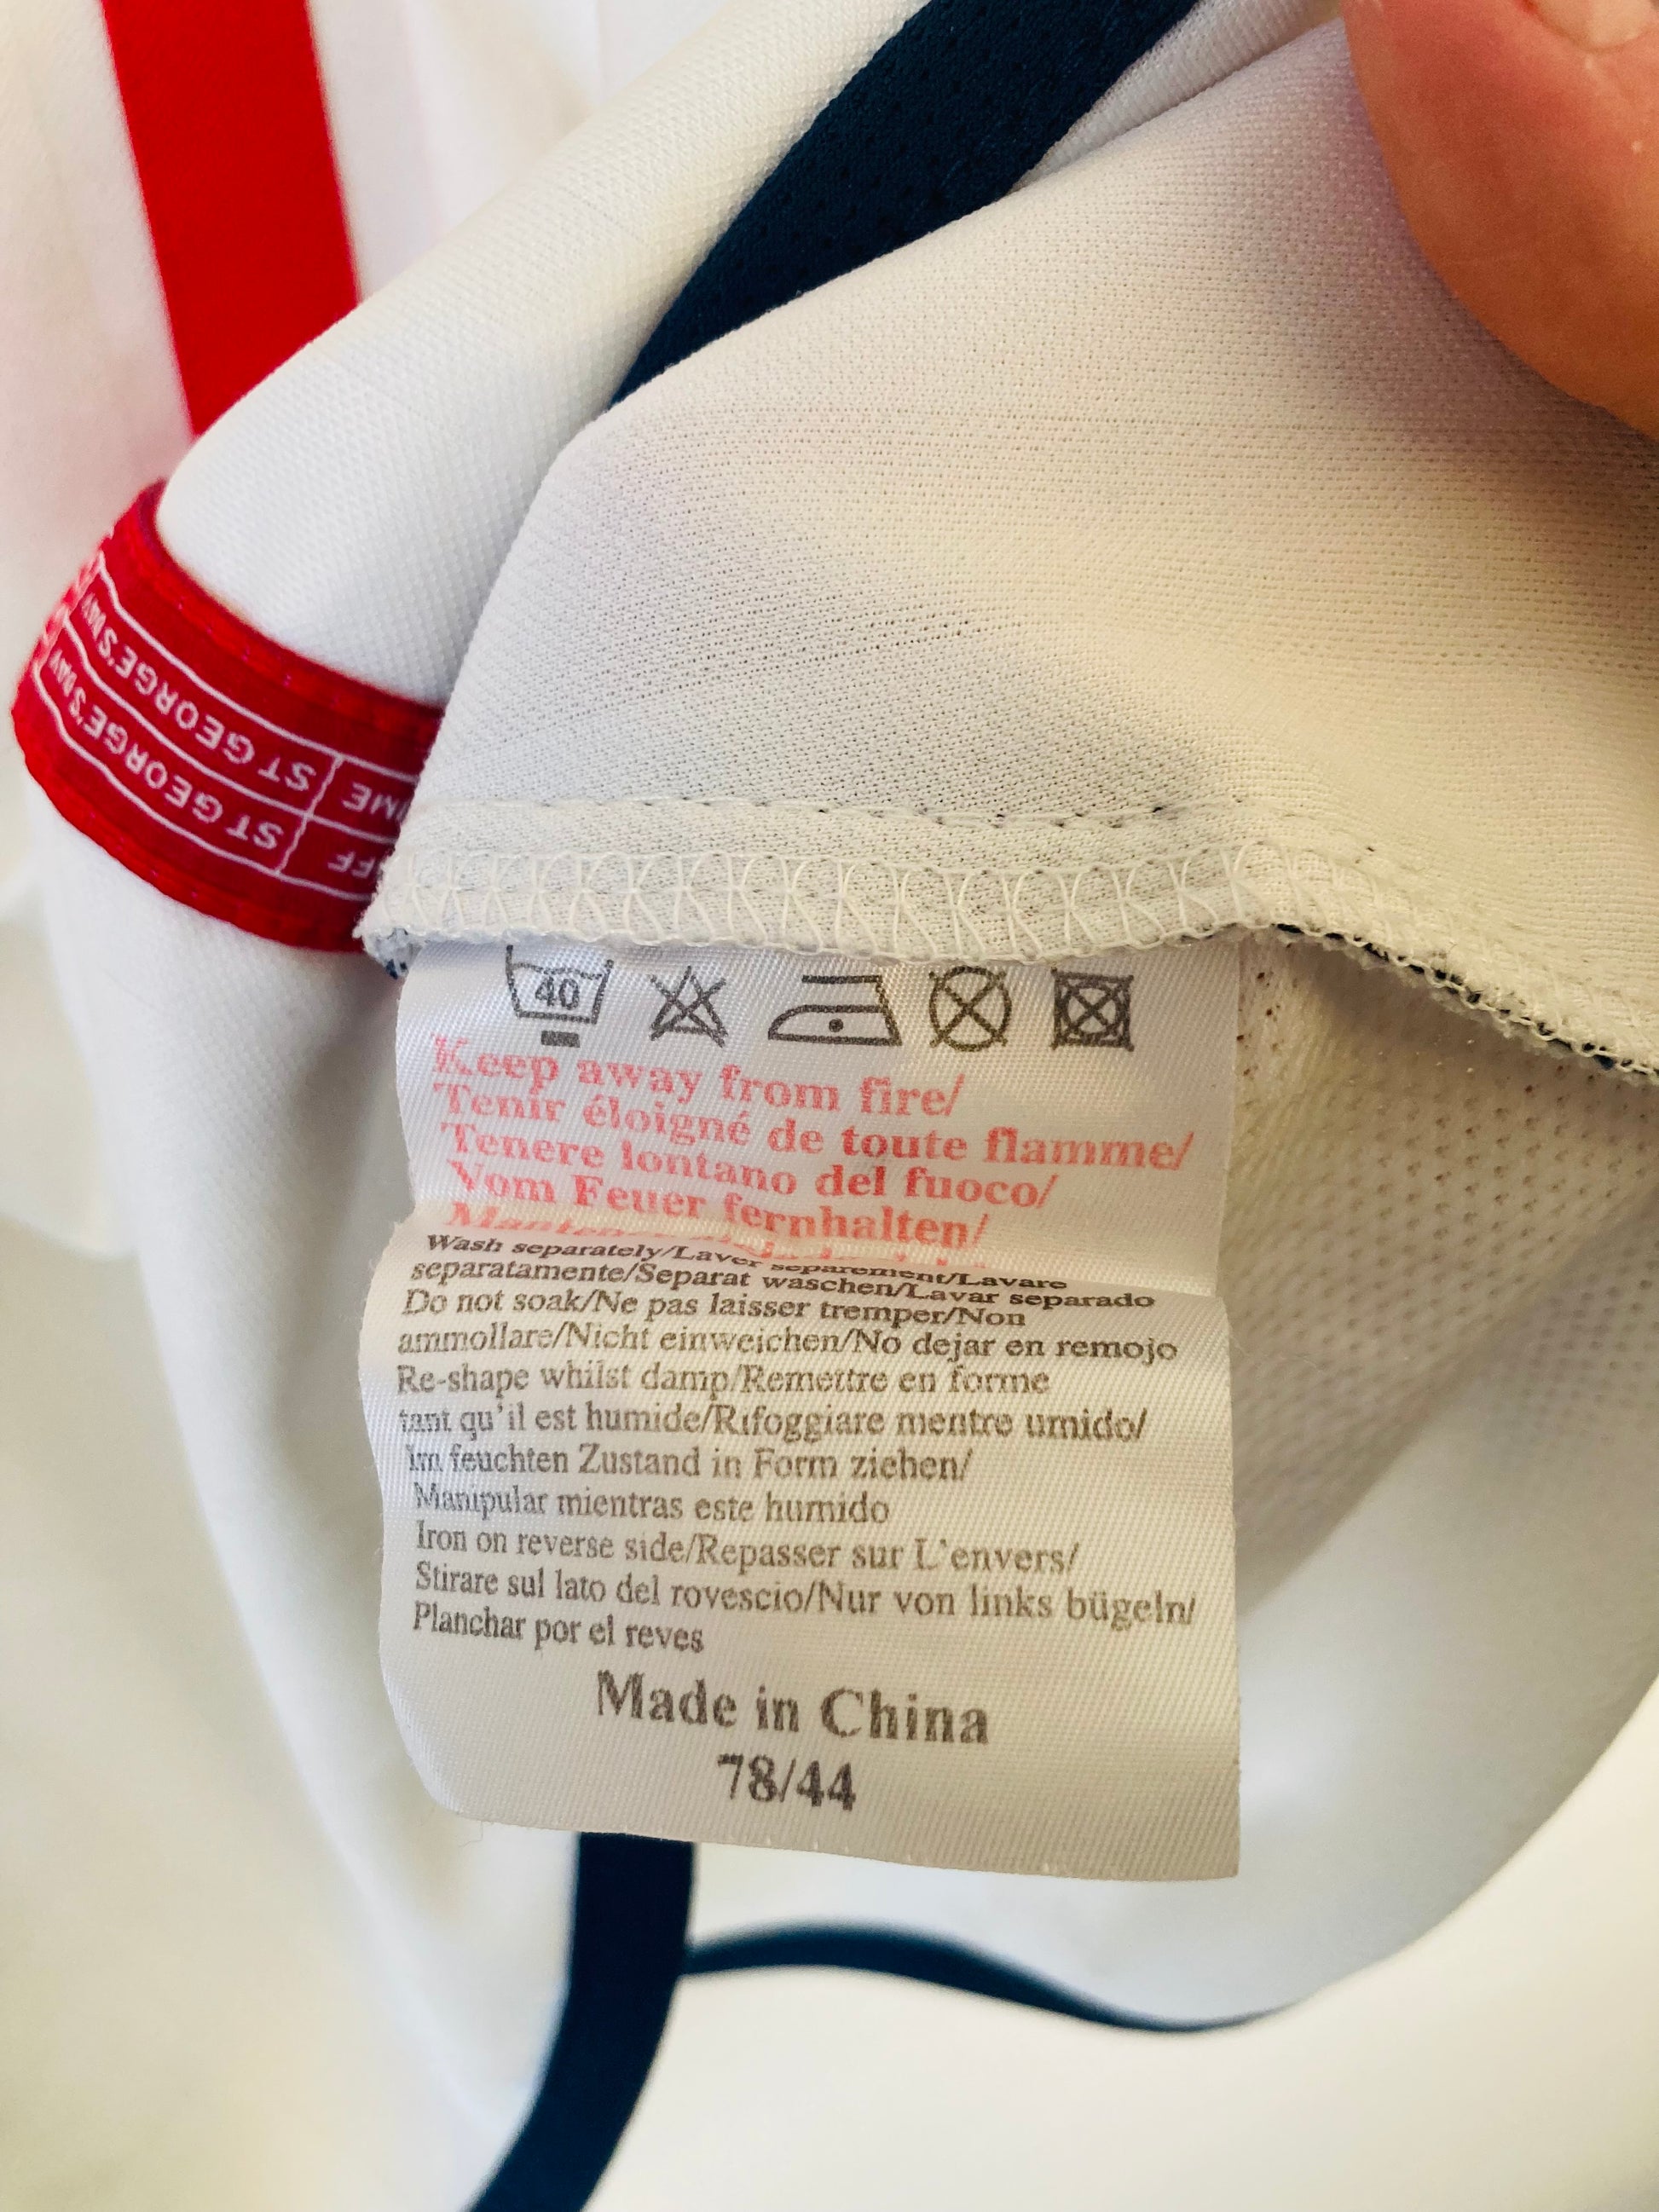 ST GEORGE'S WAY
IME
ST GEORGE'S WAY
FF
40
Keep away from fire/
Tenir éloigné de toute flamme/
Tenere lontano del fuoco/
Vom Feuer fernhalten/
Wash separately/Laver separement/Lavare
separatamente/Separat waschen/Lavar separado
Do not soak/Ne pas laisser tremper/Non
ammollare/Nicht einweichen/No dejar en remojo
Re-shape whilst damp/Remettre en forme
tant qu'il est humide/Rifoggiare mentre umido/
Im feuchten Zustand in Form ziehen/
Manipular mientras este humido
Iron on reverse side/Repasser sur L'envers/
Stirare sul lato del rovescio/Nur von links bügeln/
Planchar por el reves
Made in China
78/44